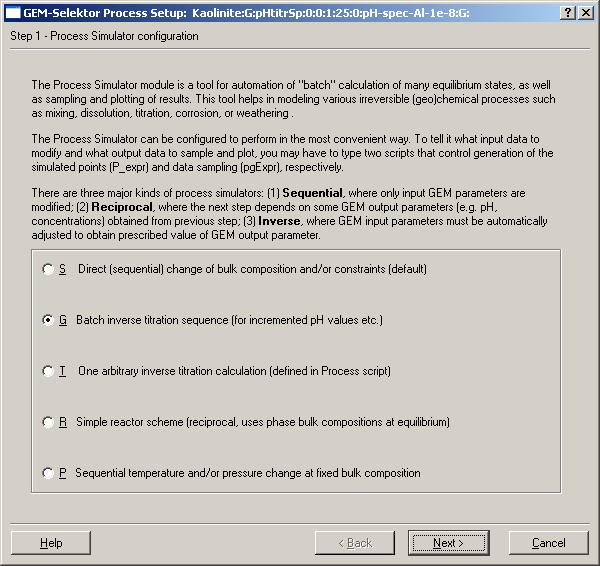 GEM-Selektor Process Setup:  Kaolinite:G:pHtitrSp:0:0:1:25:0:pH-spec-Al-1e-8:G:
Step 1 - Process Simulator configuration
The Process Simulator module is a tool for automation of "batch" calculation of many equilibrium states, as well
as sampling and plotting of results. This tool helps in modeling various irreversible (geo)chemical processes such
as mixing, dissolution, titration, corrosion, or weathering .
The Process Simulator can be configured to perform in the most convenient way. To tell it what input data to
modify and what output data to sample and plot, you may have to type two scripts that control generation of the
simulated points (P_expr) and data sampling (pgExpr), respectively.
There are three major kinds of process simulators: (1) Sequential, where only input GEM parameters are
modified; (2) Reciprocal, where the next step depends on some GEM output parameters (e.g. pH,
concentrations) obtained from previous step; (3) Inverse, where GEM input parameters must be automatically
adjusted to obtain prescribed value of GEM output parameter.
S Direct (sequential) change of bulk composition and/or constraints (default)
G Batch inverse titration sequence (for incremented pH values etc.)
T One arbitrary inverse titration calculation (defined in Process script)
R Simple reactor scheme (reciprocal, uses phase bulk compositions at equilibrium)
P Sequential temperature and/or pressure change at fixed bulk composition
Help < Back Next > Cancel